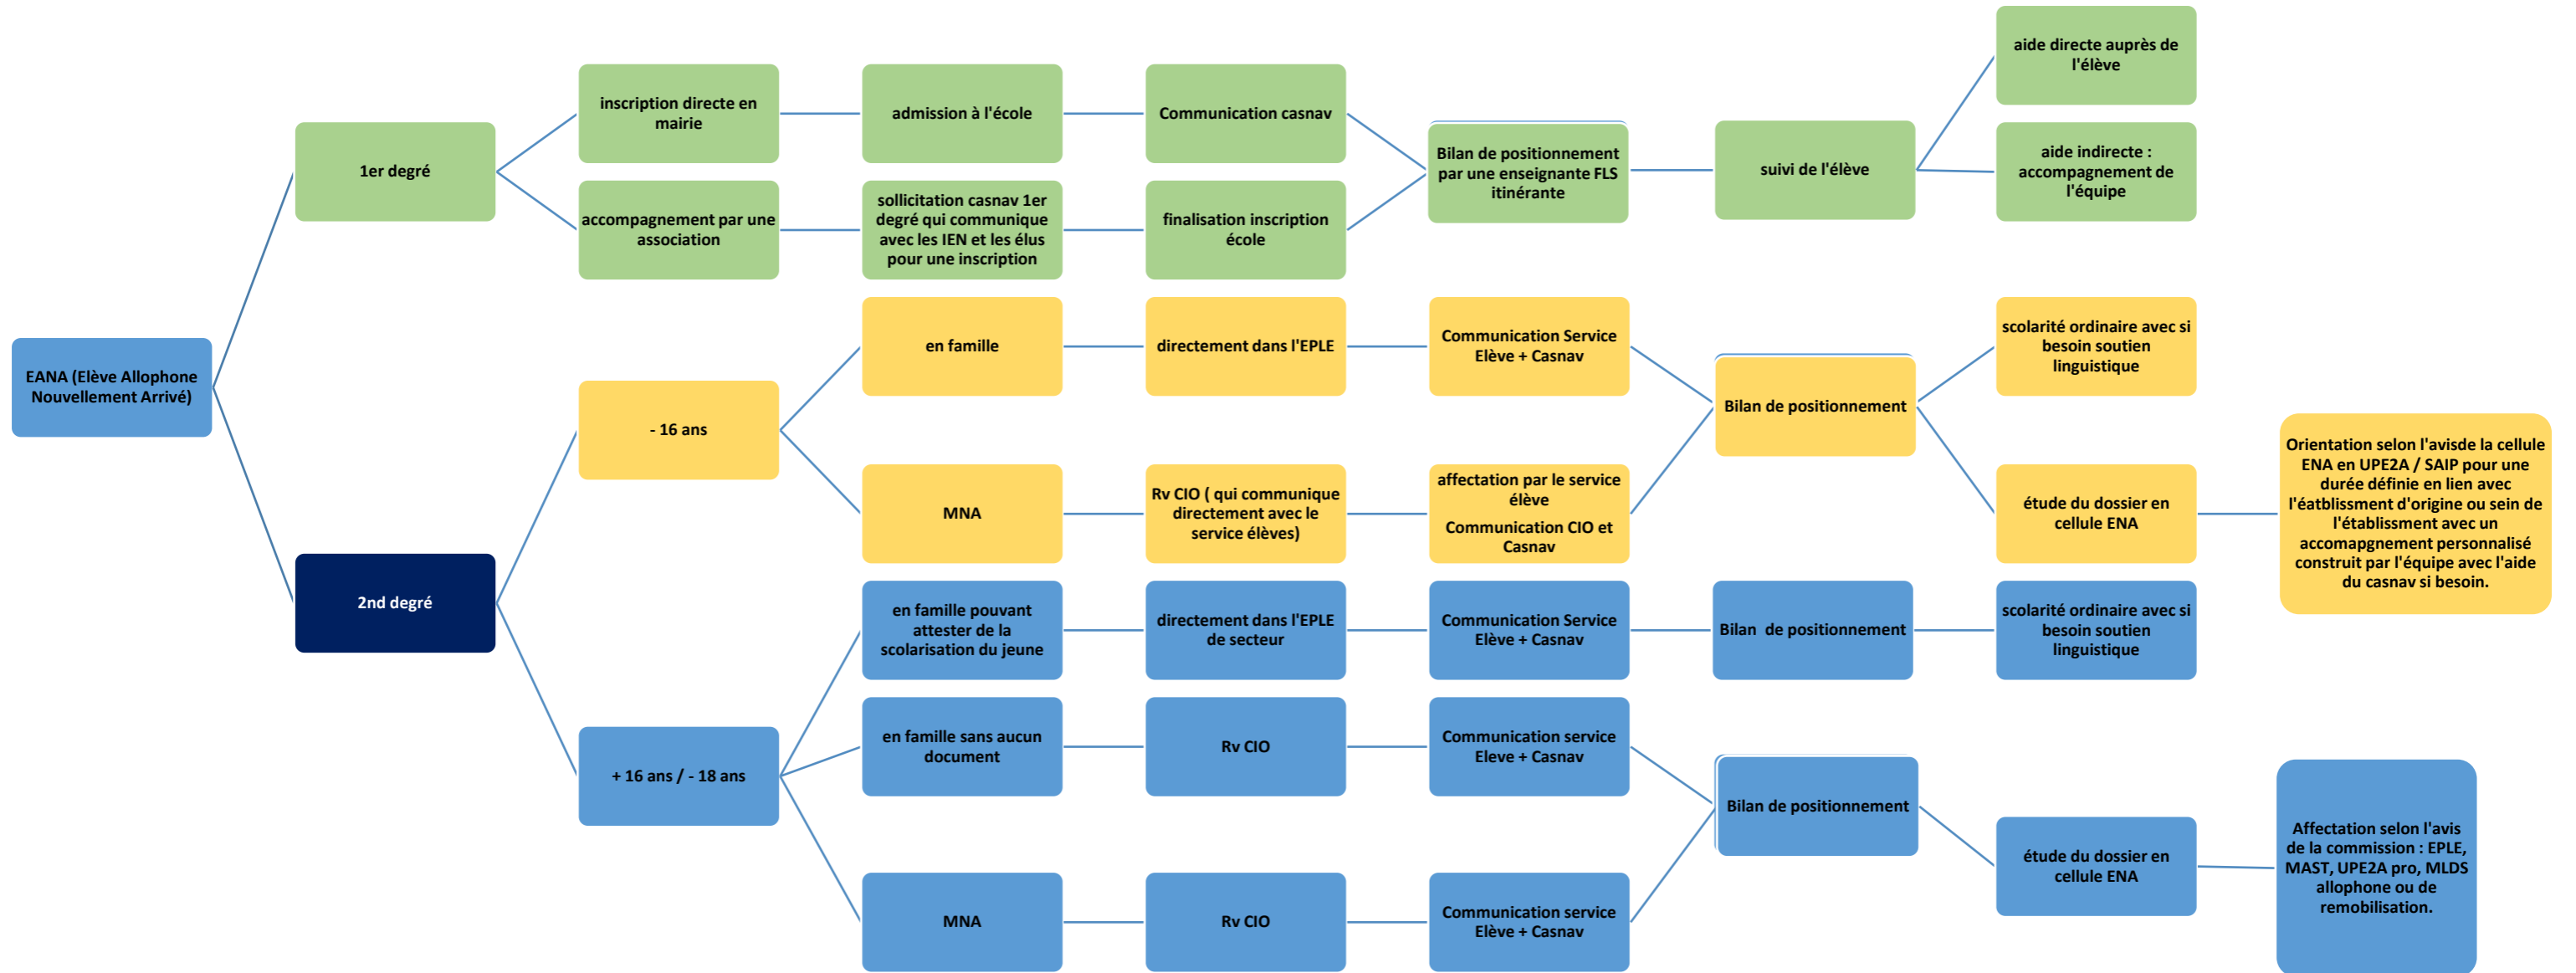 EANA (Elève Allophone
Nouvellement Arrivé)
1er degré
inscription directe en
mairie
admission à l'école
Communication casnav
accompagnement par une
association
sollicitation casnav 1er
degré qui communique
avec les IEN et les élus
pour une inscription
finalisation inscription
école
Bilan de positionnement
par une enseignante FLS
itinérante
suivi de l'élève
aide directe auprès de
l'élève
aide indirecte :
accompagnement de
l'équipe
2nd degré
- 16 ans
en famille
directement dans l'EPLE
Communication Service
Elève + Casnav
MNA
Rv CIO ( qui communique
directement avec le
service élèves)
affectation par le service
élève
Communication CIO et
Casnav
Bilan de positionnement
scolarité ordinaire avec si
besoin soutien
linguistique
étude du dossier en
cellule ENA
Orientation selon l'avisde la cellule
ENA en UPE2A / SAIP pour une
durée définie en lien avec
l'éatblissment d'origine ou sein de
l'établissment avec un
accomapgnement personnalisé
construit par l'équipe avec l'aide
du casnav si besoin.
+ 16 ans / - 18 ans
en famille pouvant
attester de la
scolarisation du jeune
directement dans l'EPLE
de secteur
Communication Service
Elève + Casnav
Bilan  de positionnement
scolarité ordinaire avec si
besoin soutien
linguistique
en famille sans aucun
document
Rv CIO
Communication service
Eleve + Casnav
MNA
Rv CIO
Communication service
Elève + Casnav
Bilan de positionnement
étude du dossier en
cellule ENA
Affectation selon l'avis
de la commission : EPLE,
MAST, UPE2A pro, MLDS
allophone ou de
remobilisation.